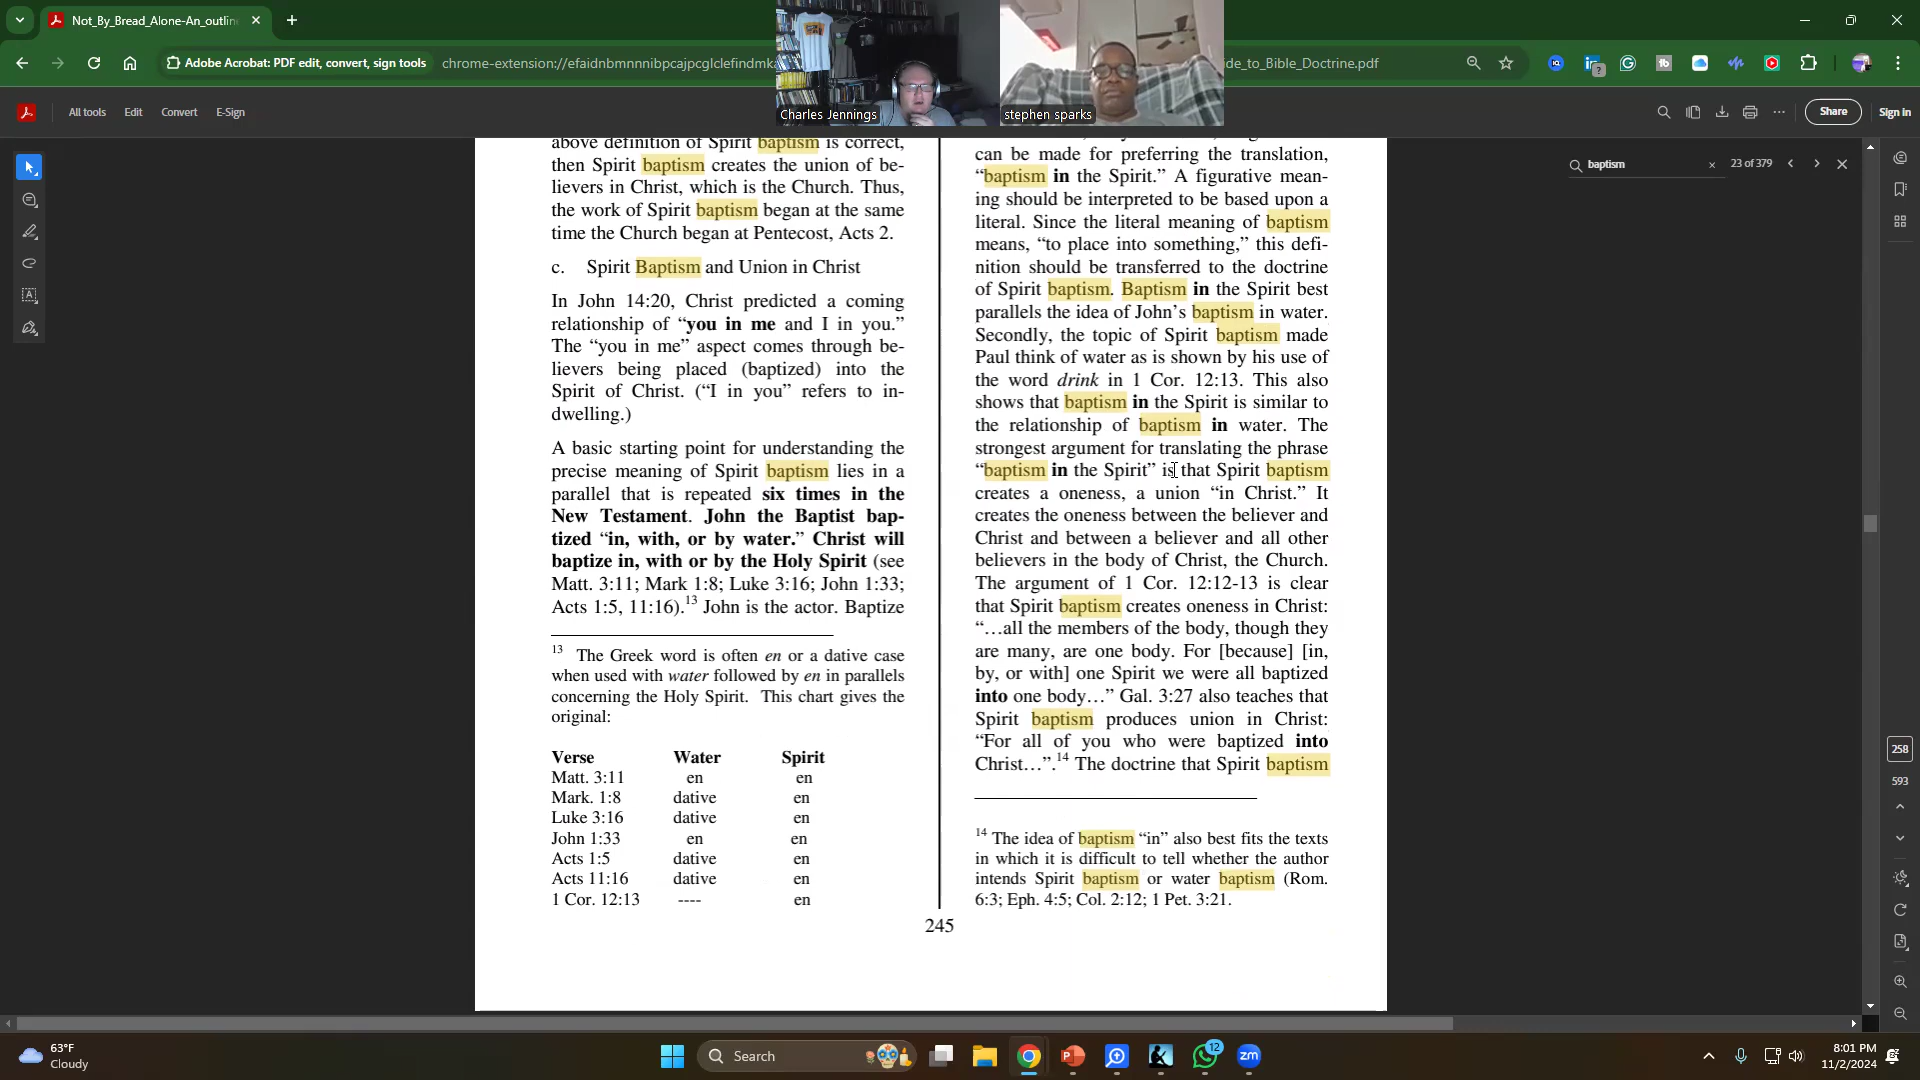 Not_By_Bread_Alone-An_outlin
Adobe Acrobat: PDF edit, convert, sign tools
chrome-extension://efaidnbmnnnibpcajpcglclefindmka
de_to_Bible_Doctrine.pdf
Charles Jennings
stephen sparks
All tools
Edit
Convert
E-Sign
Share
Sign in
baptism
23 of 379
above definition of Spirit baptism is correct,
then Spirit baptism creates the union of be-
lievers in Christ, which is the Church. Thus,
the work of Spirit baptism began at the same
time the Church began at Pentecost, Acts 2.
c. Spirit Baptism and Union in Christ
In John 14:20, Christ predicted a coming
relationship of “you in me and I in you.”
The “you in me” aspect comes through be-
lievers being placed (baptized) into the
Spirit of Christ. (“I in you” refers to in-
dwelling.)
A basic starting point for understanding the
precise meaning of Spirit baptism lies in a
parallel that is repeated six times in the
New Testament. John the Baptist bap-
tized “in, with, or by water.” Christ will
baptize in, with or by the Holy Spirit (see
Matt. 3:11; Mark 1:8; Luke 3:16; John 1:33;
Acts 1:5, 11:16).13 John is the actor. Baptize
13 The Greek word is often en or a dative case
when used with water followed by en in parallels
concerning the Holy Spirit. This chart gives the
original:
Verse Water Spirit
Matt. 3:11 en en
Mark. 1:8 dative en
Luke 3:16 dative en
John 1:33 en en
Acts 1:5 dative en
Acts 11:16 dative en
1 Cor. 12:13 ---- en
can be made for preferring the translation,
“baptism in the Spirit.” A figurative mean-
ing should be interpreted to be based upon a
literal. Since the literal meaning of baptism
means, “to place into something,” this defi-
nition should be transferred to the doctrine
of Spirit baptism. Baptism in the Spirit best
parallels the idea of John’s baptism in water.
Secondly, the topic of Spirit baptism made
Paul think of water as is shown by his use of
the word drink in 1 Cor. 12:13. This also
shows that baptism in the Spirit is similar to
the relationship of baptism in water. The
strongest argument for translating the phrase
“baptism in the Spirit” is that Spirit baptism
creates a oneness, a union “in Christ.” It
creates the oneness between the believer and
Christ and between a believer and all other
believers in the body of Christ, the Church.
The argument of 1 Cor. 12:12-13 is clear
that Spirit baptism creates oneness in Christ:
“…all the members of the body, though they
are many, are one body. For [because] [in,
by, or with] one Spirit we were all baptized
into one body…” Gal. 3:27 also teaches that
Spirit baptism produces union in Christ:
“For all of you who were baptized into
Christ…”.14 The doctrine that Spirit baptism
14 The idea of baptism “in” also best fits the texts
in which it is difficult to tell whether the author
intends Spirit baptism or water baptism (Rom.
6:3; Eph. 4:5; Col. 2:12; 1 Pet. 3:21.
245
258
593
63°F
Cloudy
Search
12
zm
8:01 PM
11/2/2024